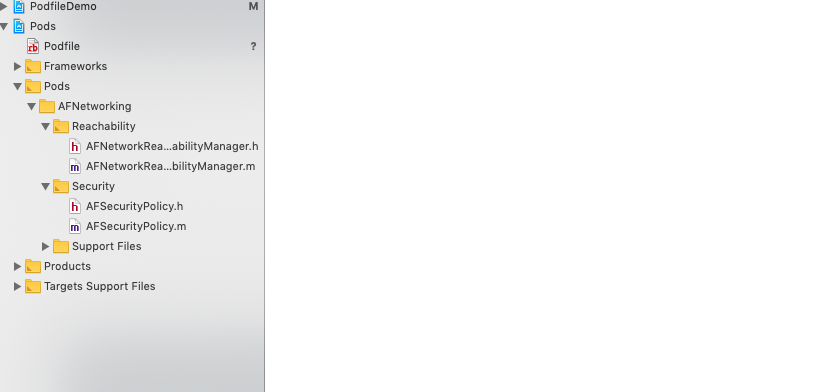 PodfileDemo M
Pods
Podfile ?
Frameworks
Pods
AFNetworking
Reachability
h AFNetworkRea...abilityManager.h
m AFNetworkRea...bilityManager.m
Security
h AFSecurityPolicy.h
m AFSecurityPolicy.m
Support Files
Products
Targets Support Files